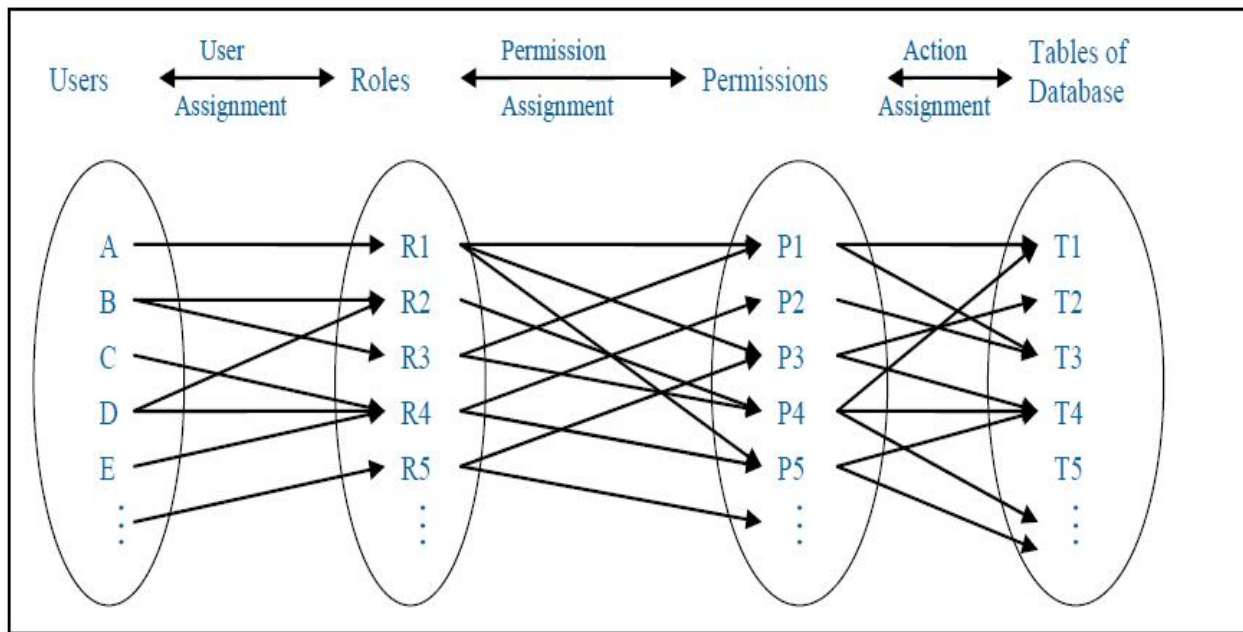 Users
User
Assignment
Roles
Permission
Assignment
Permissions
Action
Assignment
Tables of
Database
A R1 P1 T1
B R2 P2 T2
C R3 P3 T3
D R4 P4 T4
E R5 P5 T5
⋮ ⋮ ⋮ ⋮